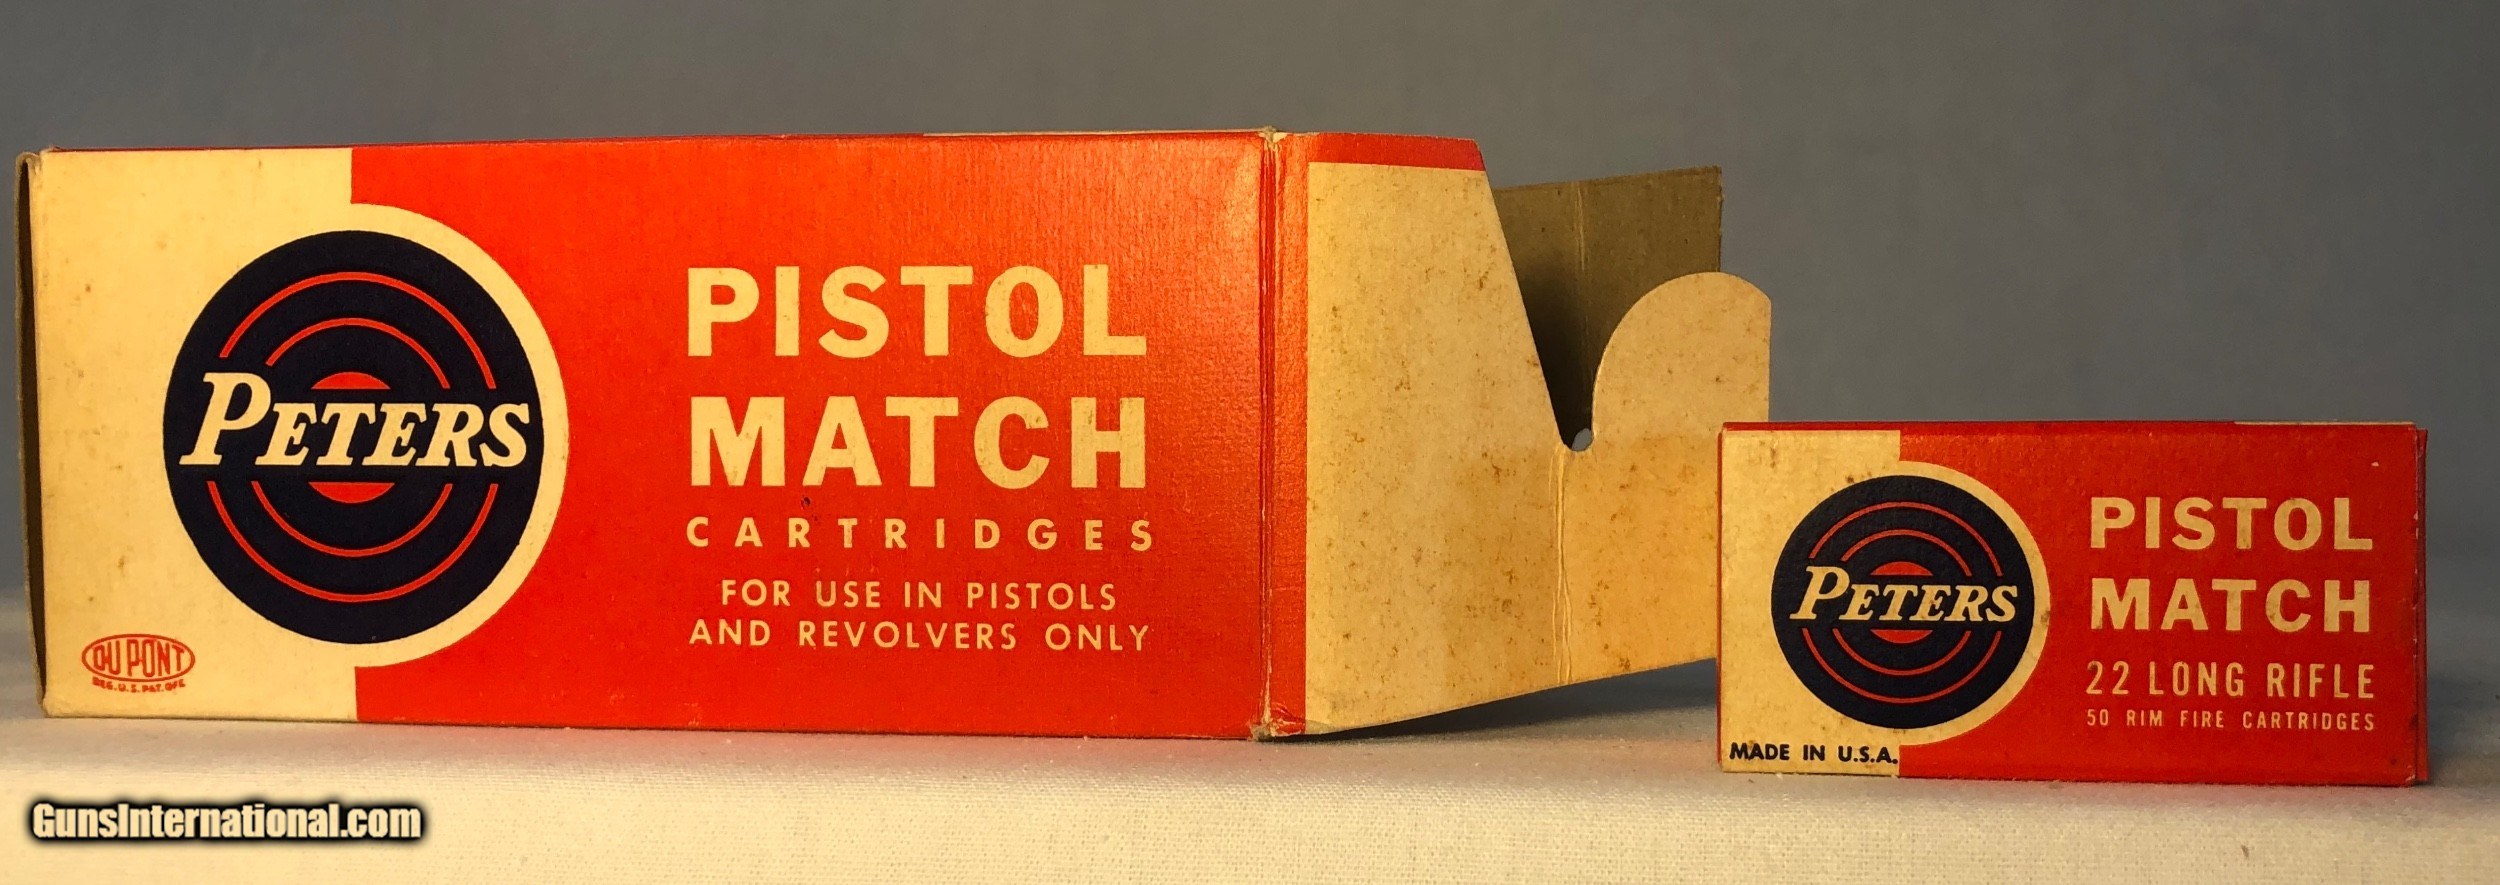 PETERS
PISTOL
MATCH
CARTRIDGES
FOR USE IN PISTOLS
AND REVOLVERS ONLY
DU PONT
REG. U.S. PAT. OFF.
PETERS
PISTOL
MATCH
22 LONG RIFLE
50 RIM FIRE CARTRIDGES
MADE IN U.S.A.
GunsInternational.com